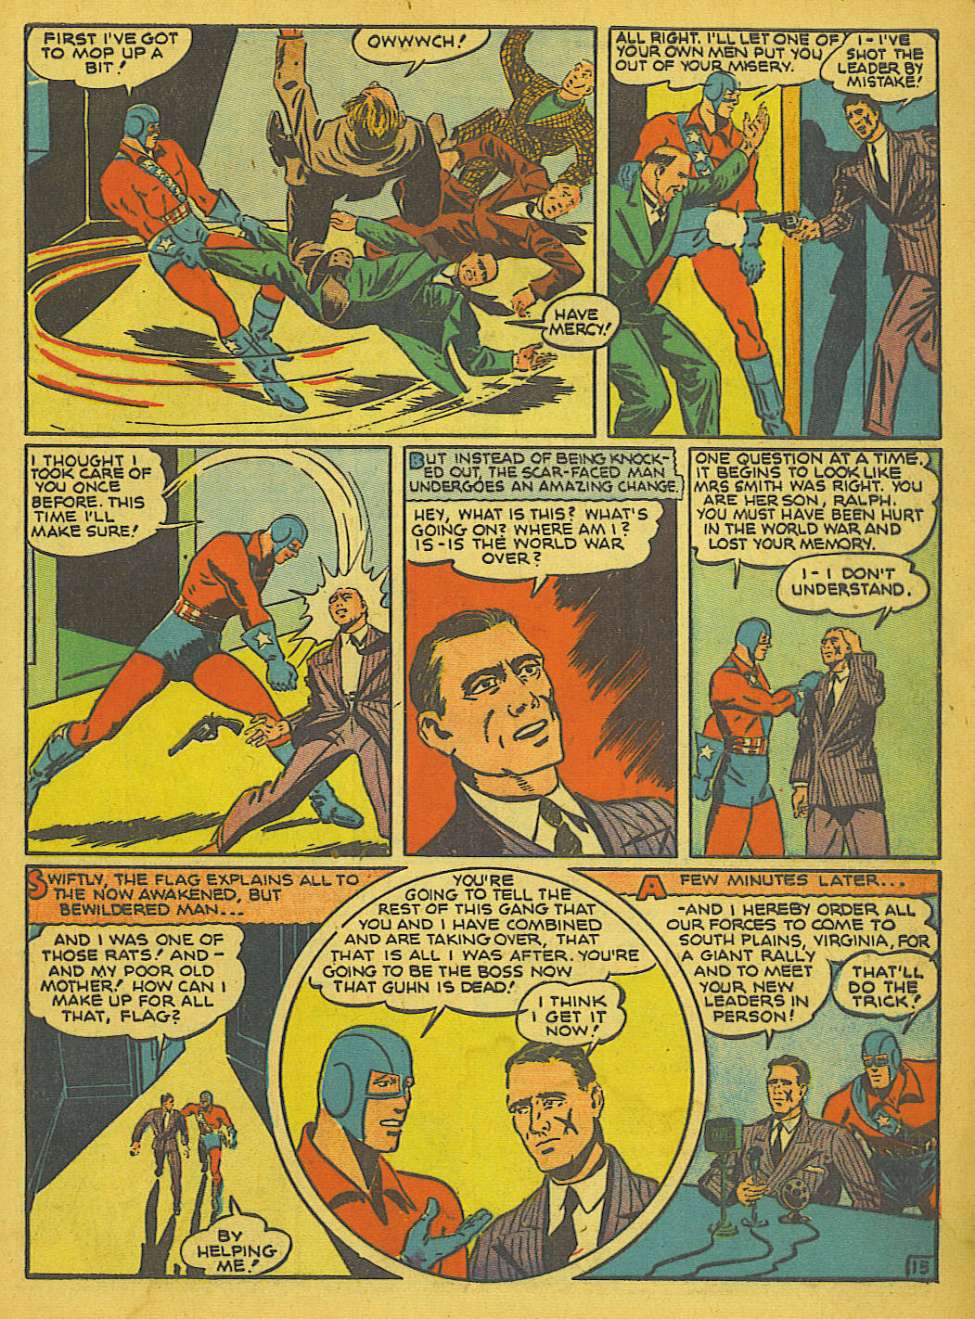 FIRST I'VE GOT
TO MOP UP A
BIT!
OWWWCH!
HAVE
MERCY!
ALL RIGHT. I'LL LET ONE OF
YOUR OWN MEN PUT YOU
OUT OF YOUR MISERY.
I-I'VE
SHOT THE
LEADER BY
MISTAKE!
I THOUGHT I
TOOK CARE OF
YOU ONCE
BEFORE. THIS
TIME I'LL
MAKE SURE!
BUT INSTEAD OF BEING KNOCK-
ED OUT, THE SCAR-FACED MAN
UNDERGOES AN AMAZING CHANGE.
HEY, WHAT IS THIS? WHAT'S
GOING ON? WHERE AM I?
IS-IS THE WORLD WAR
OVER?
ONE QUESTION AT A TIME.
IT BEGINS TO LOOK LIKE
MRS SMITH WAS RIGHT. YOU
ARE HER SON, RALPH.
YOU MUST HAVE BEEN HURT
IN THE WORLD WAR AND
LOST YOUR MEMORY.
I-I DON'T
UNDERSTAND.
SWIFTLY, THE FLAG EXPLAINS ALL TO
THE NOW AWAKENED, BUT
BEWILDERED MAN...
AND I WAS ONE OF
THOSE RATS! AND-
AND MY POOR OLD
MOTHER! HOW CAN I
MAKE UP FOR ALL
THAT, FLAG?
BY
HELPING
ME!
YOU'RE
GOING TO TELL THE
REST OF THIS GANG THAT
YOU AND I HAVE COMBINED
AND ARE TAKING OVER, THAT
THAT IS ALL I WAS AFTER. YOU'RE
GOING TO BE THE BOSS NOW
THAT GUHN IS DEAD!
I THINK
I GET IT
NOW!
A FEW MINUTES LATER...
-AND I HEREBY ORDER ALL
OUR FORCES TO COME TO
SOUTH PLAINS, VIRGINIA, FOR
A GIANT RALLY
AND TO MEET
YOUR NEW
LEADERS IN
PERSON!
THAT'LL
DO THE
TRICK!
15